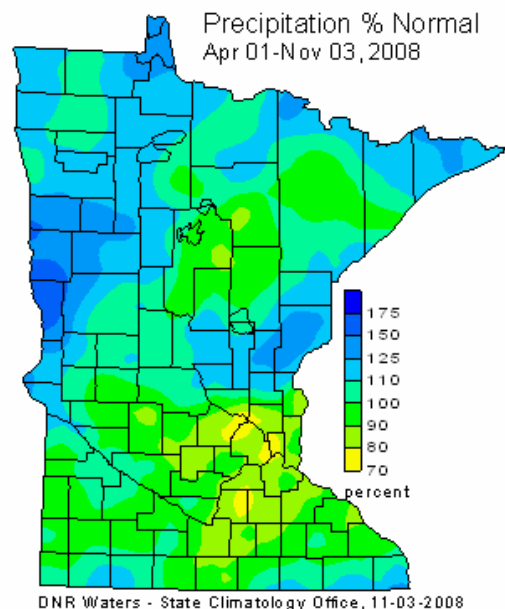 Precipitation % Normal
Apr 01-Nov 03, 2008
175
150
125
110
100
90
80
70
percent
DNR Waters - State Climatology Office, 11-03-2008